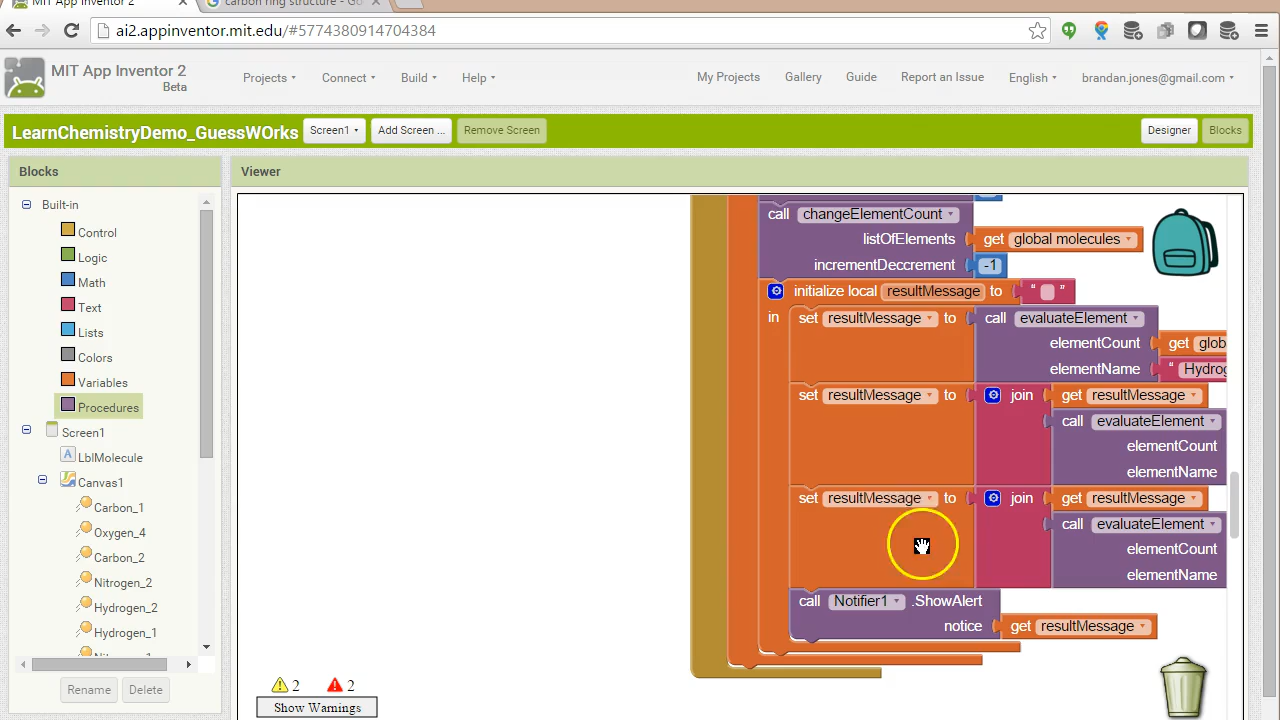 MIT App Inventor 2
carbon ring structure - Go
ai2.appinventor.mit.edu/#5774380914704384
MIT App Inventor 2
Beta
Projects
Connect
Build
Help
My Projects
Gallery
Guide
Report an Issue
English
brandan.jones@gmail.com
LearnChemistryDemo_GuessWOrks
Screen1
Add Screen ...
Remove Screen
Designer
Blocks
Blocks
Viewer
Built-in
Control
Logic
Math
Text
Lists
Colors
Variables
Procedures
Screen1
LblMolecule
Canvas1
Carbon_1
Oxygen_4
Carbon_2
Nitrogen_2
Hydrogen_2
Hydrogen_1
Rename
Delete
call changeElementCount
listOfElements get global molecules
incrementDeccrement -1
initialize local resultMessage to " "
in set resultMessage to call evaluateElement
elementCount get glob
elementName " Hydrog
set resultMessage to join get resultMessage
call evaluateElement
elementCount
elementName
set resultMessage to join get resultMessage
call evaluateElement
elementCount
elementName
call Notifier1 .ShowAlert
notice get resultMessage
2 2
Show Warnings